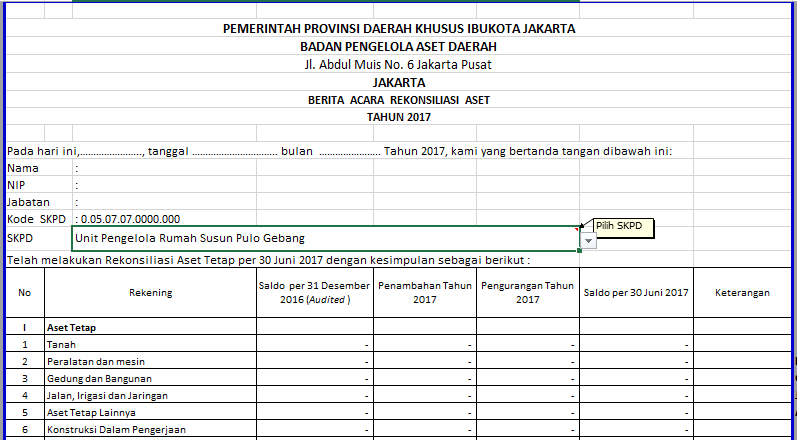 PEMERINTAH PROVINSI DAERAH KHUSUS IBUKOTA JAKARTA
BADAN PENGELOLA ASET DAERAH
Jl. Abdul Muis No. 6 Jakarta Pusat
JAKARTA
BERITA ACARA REKONSILIASI ASET
TAHUN 2017
Pada hari ini,......................., tanggal ................................ bulan ....................... Tahun 2017, kami yang bertanda tangan dibawah ini:
Nama :
NIP :
Jabatan :
Kode SKPD : 0.05.07.07.0000.000
Pilih SKPD
SKPD Unit Pengelola Rumah Susun Pulo Gebang
Telah melakukan Rekonsiliasi Aset Tetap per 30 Juni 2017 dengan kesimpulan sebagai berikut :
No Rekening Saldo per 31 Desember 2016 (Audited ) Penambahan Tahun 2017 Pengurangan Tahun 2017 Saldo per 30 Juni 2017 Keterangan
I Aset Tetap
1 Tanah - - - -
2 Peralatan dan mesin - - - -
3 Gedung dan Bangunan - - - -
4 Jalan, Irigasi dan Jaringan - - - -
5 Aset Tetap Lainnya - - - -
6 Konstruksi Dalam Pengerjaan - - - -